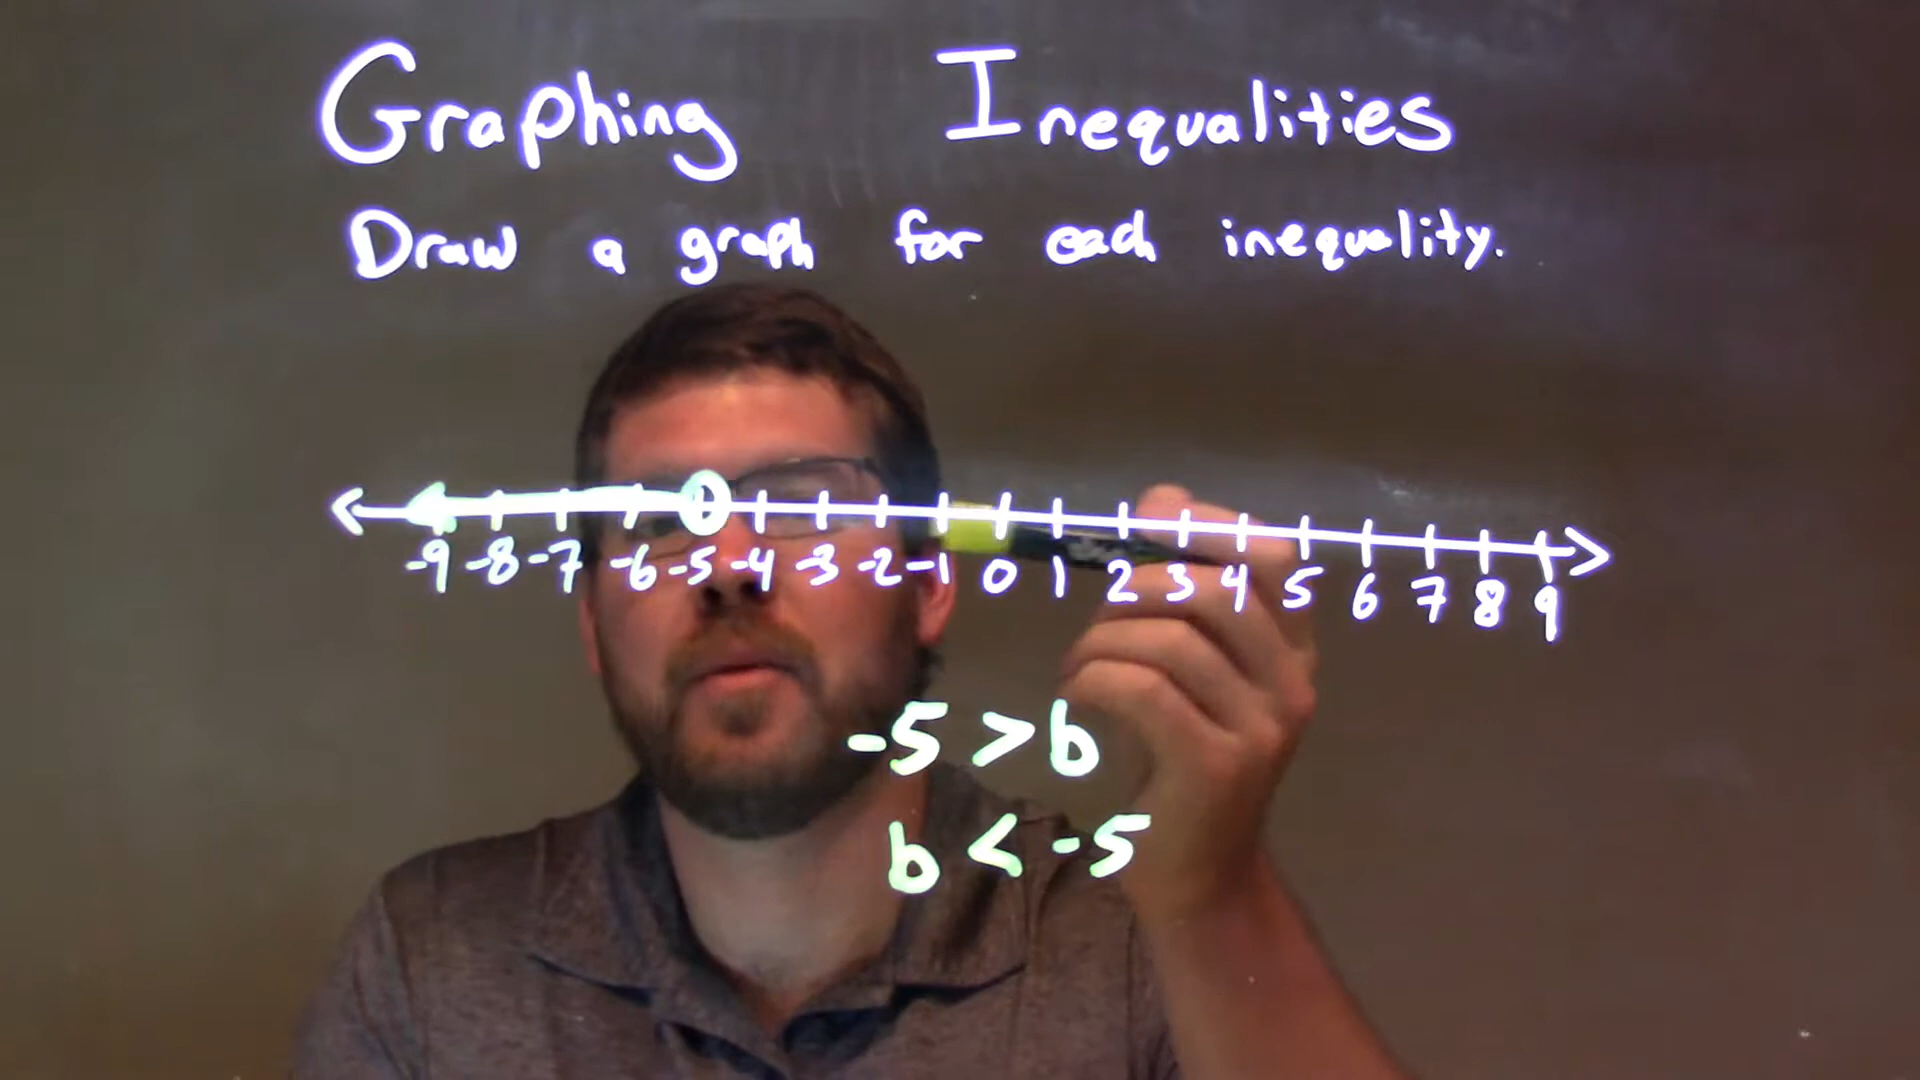 Graphing Inequalities
Draw a graph for each inequality.
-9 -8 -7 -6 -5 -4 -3 -2 -1 0 1 2 3 4 5 6 7 8 9
-5 > b
b < -5